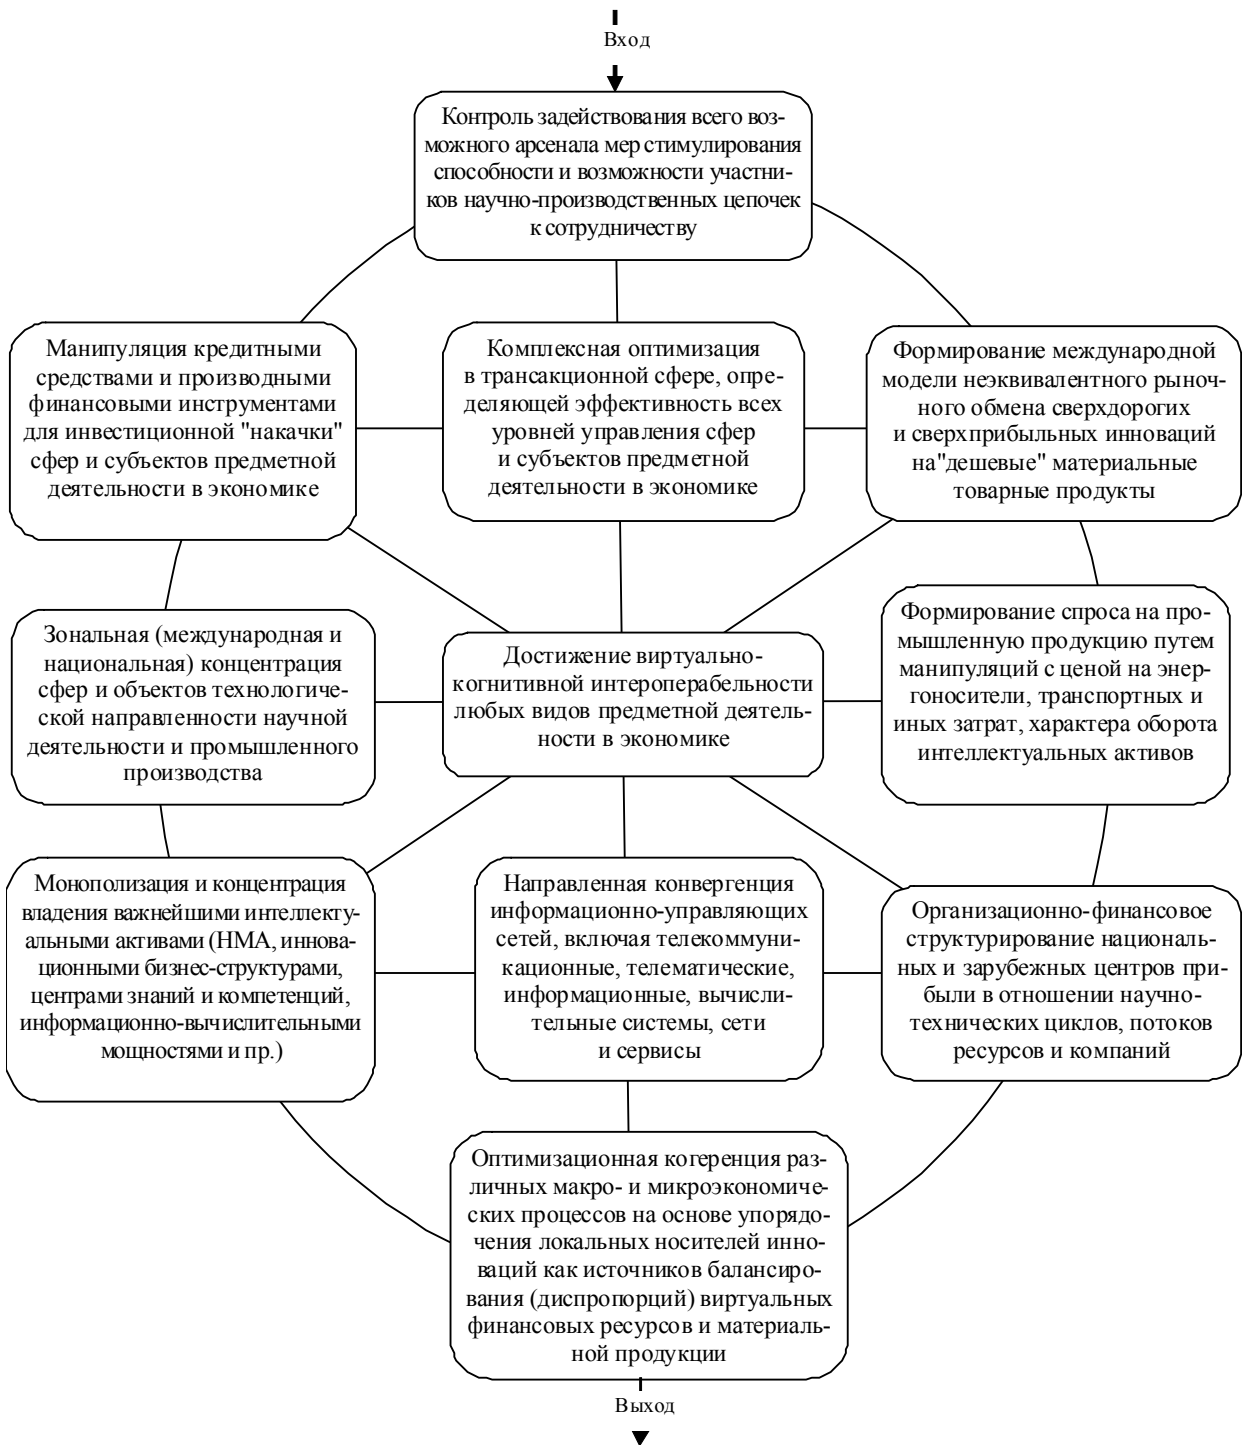 Вход
Контроль задействования всего воз-
можного арсенала мер стимулирования
способности и возможности участни-
ков научно-производственных цепочек
к сотрудничеству
Манипуляция кредитными
средствами и производными
финансовыми инструментами
для инвестиционной "накачки"
сфер и субъектов предметной
деятельности в экономике
Комплексная оптимизация
в трансакционной сфере, опре-
деляющей эффективность всех
уровней управления сфер
и субъектов предметной
деятельности в экономике
Формирование международной
модели неэквивалентного рыноч-
ного обмена сверхдорогих
и сверхприбыльных инноваций
на"дешевые" материальные
товарные продукты
Зональная (международная и
национальная) концентрация
сфер и объектов технологиче-
ской направленности научной
деятельности и промышленного
производства
Достижение виртуально-
когнитивной интероперабельности
любых видов предметной деятель-
ности в экономике
Формирование спроса на про-
мышленную продукцию путем
манипуляций с ценой на энер-
гоносители, транспортных и
иных затрат, характера оборота
интеллектуальных активов
Монополизация и концентрация
владения важнейшими интеллекту-
альными активами (НМА, иннова-
ционными бизнес-структурами,
центрами знаний и компетенций,
информационно-вычислительными
мощностями и пр.)
Направленная конвергенция
информационно-управляющих
сетей, включая телекоммуни-
кационные, телематические,
информационные, вычисли-
тельные системы, сети
и сервисы
Организационно-финансовое
структурирование националь-
ных и зарубежных центров при-
были в отношении научно-
технических циклов, потоков
ресурсов и компаний
Оптимизационная когеренция раз-
личных макро- и микроэкономиче-
ских процессов на основе упорядо-
чения локальных носителей инно-
ваций как источников балансиро-
вания (диспропорций) виртуальных
финансовых ресурсов и материаль-
ной продукции
Выход